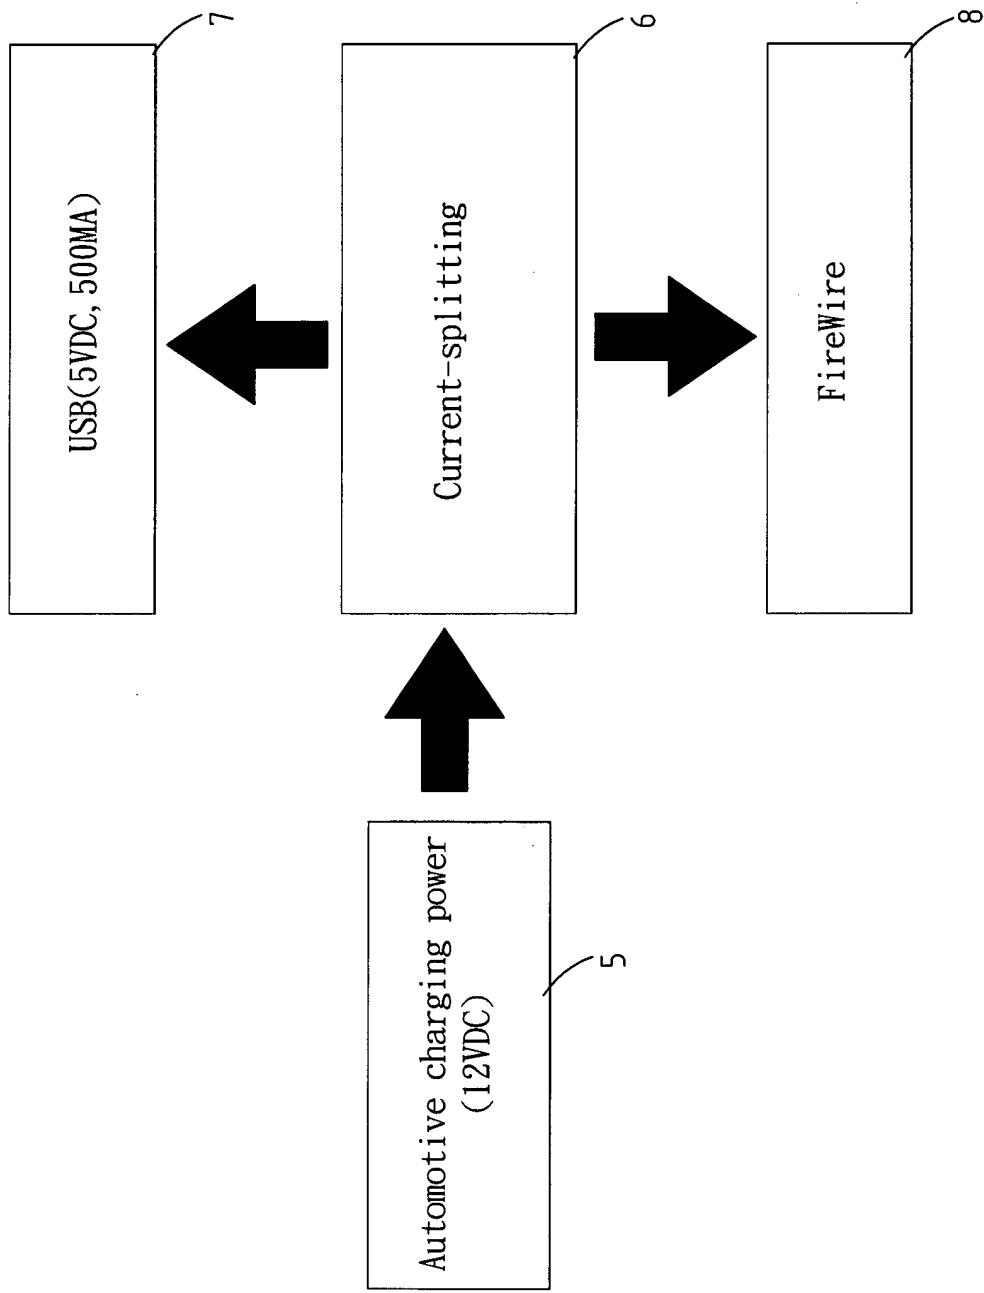 7
USB(5VDC, 500MA)
6
Current-splitting
8
FireWire
Automotive charging power
(12VDC)
5